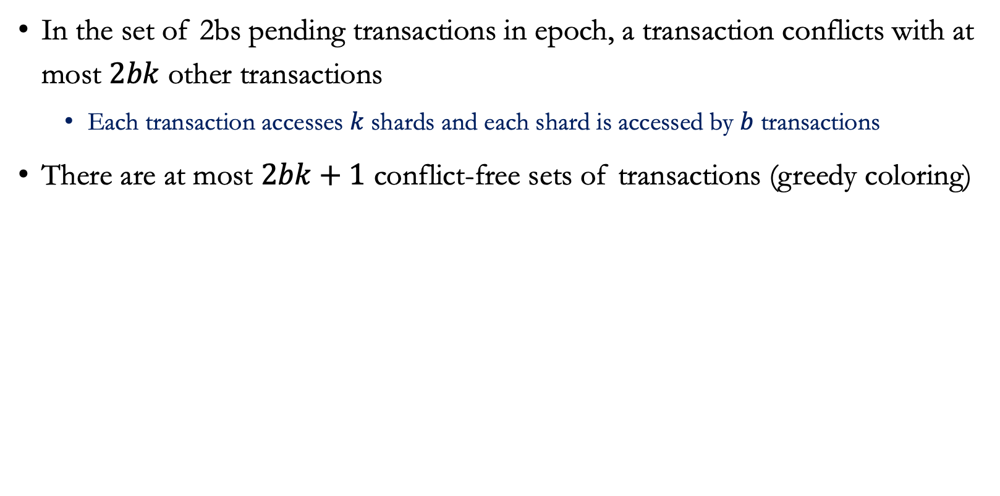 • In the set of 2bs pending transactions in epoch, a transaction conflicts with at
most 2bk other transactions
• Each transaction accesses k shards and each shard is accessed by b transactions
• There are at most 2bk + 1 conflict-free sets of transactions (greedy coloring)